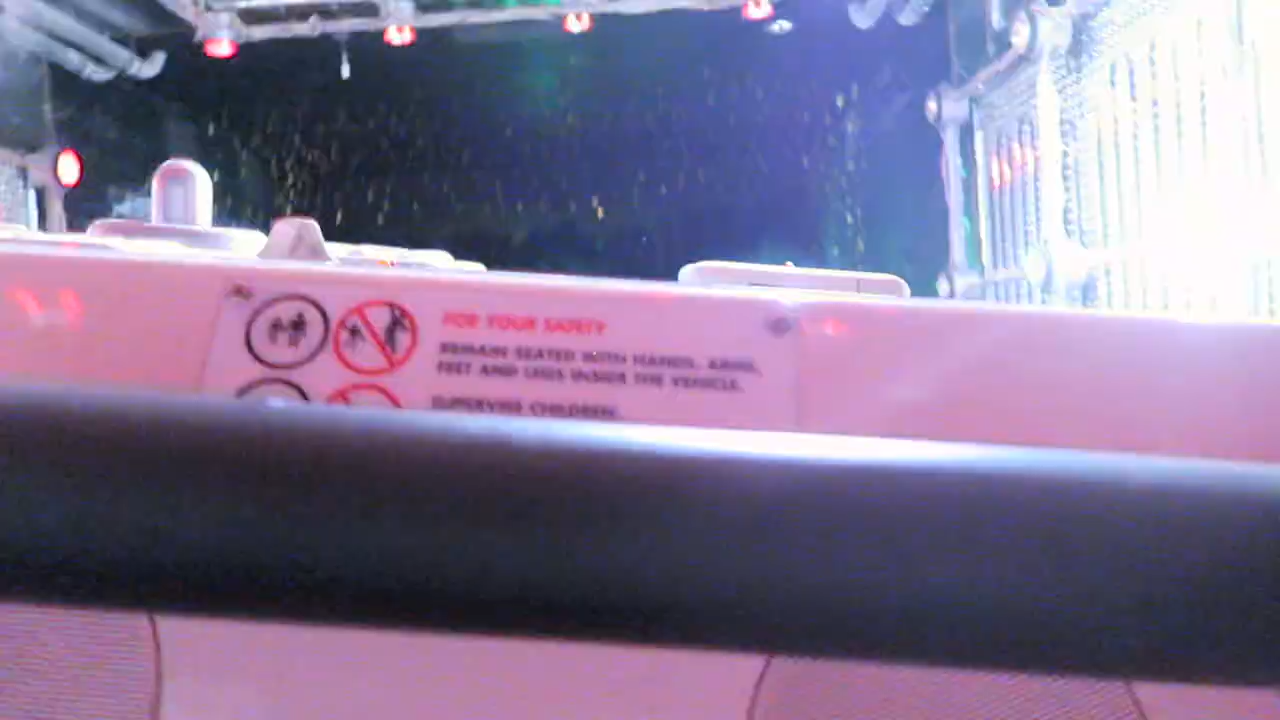 FOR YOUR SAFETY
REMAIN SEATED WITH HANDS, ARMS,
FEET AND LEGS INSIDE THE VEHICLE.
SUPERVISE CHILDREN.